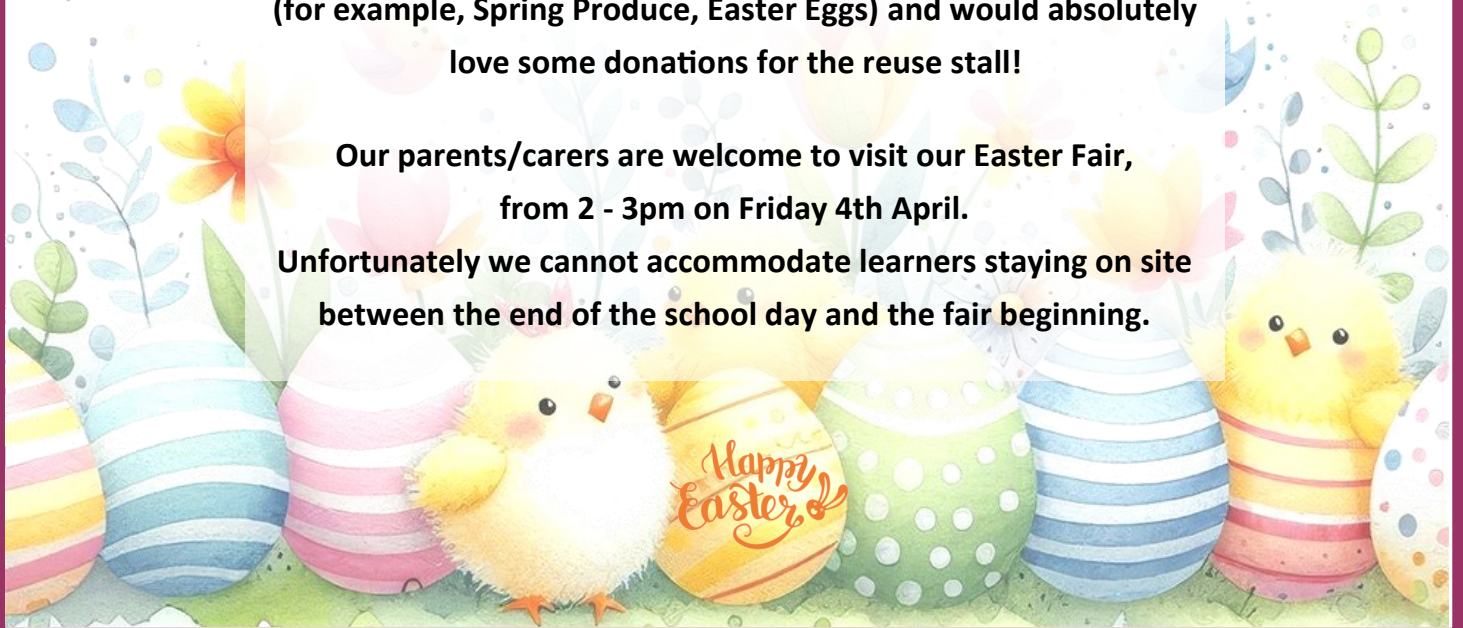 (for example, Spring Produce, Easter Eggs) and would absolutely
love some donations for the reuse stall!
Our parents/carers are welcome to visit our Easter Fair,
from 2 - 3pm on Friday 4th April.
Unfortunately we cannot accommodate learners staying on site
between the end of the school day and the fair beginning.
Happy
Easter